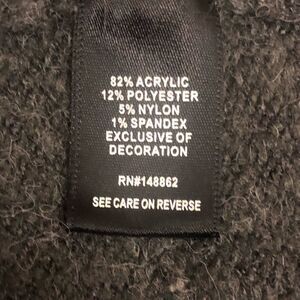 82% ACRYLIC
12% POLYESTER
5% NYLON
1% SPANDEX
EXCLUSIVE OF
DECORATION
RN#148862
SEE CARE ON REVERSE